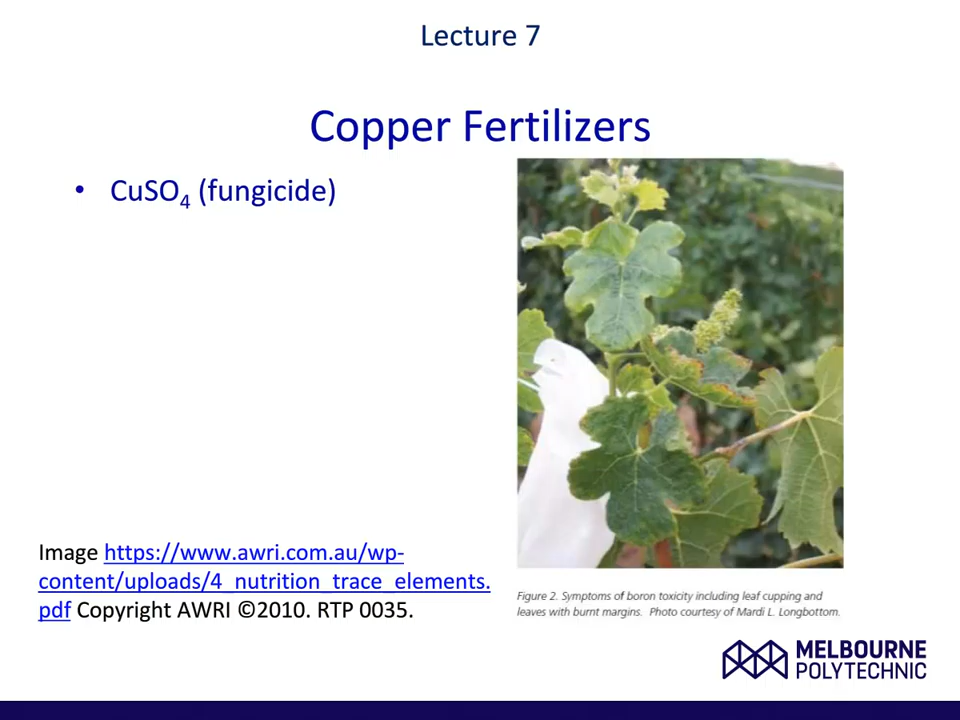 Lecture 7
Copper Fertilizers
• CuSO₄ (fungicide)
Image https://www.awri.com.au/wp-
content/uploads/4_nutrition_trace_elements.
pdf Copyright AWRI ©2010. RTP 0035.
Figure 2. Symptoms of boron toxicity including leaf cupping and
leaves with burnt margins. Photo courtesy of Mardi L. Longbottom.
MELBOURNE
POLYTECHNIC